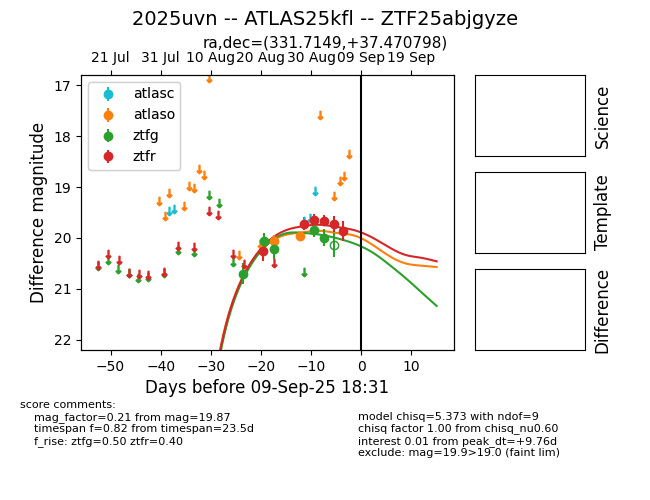 2025uvn -- ATLAS25kfl -- ZTF25abjgyze
ra,dec=(331.7149,+37.470798)
21 Jul 31 Jul 10 Aug 20 Aug 30 Aug 09 Sep 19 Sep
17
18
19
20
21
22
Difference magnitude
atlasc
atlaso
ztfg
ztfr
−50 −40 −30 −20 −10 0 10
Days before 09-Sep-25 18:31
Science
Template
Difference
score comments:
mag_factor=0.21 from mag=19.87
timespan f=0.82 from timespan=23.5d
f_rise: ztfg=0.50 ztfr=0.40
model chisq=5.373 with ndof=9
chisq factor 1.00 from chisq_nu0.60
interest 0.01 from peak_dt=+9.76d
exclude: mag=19.9>19.0 (faint lim)